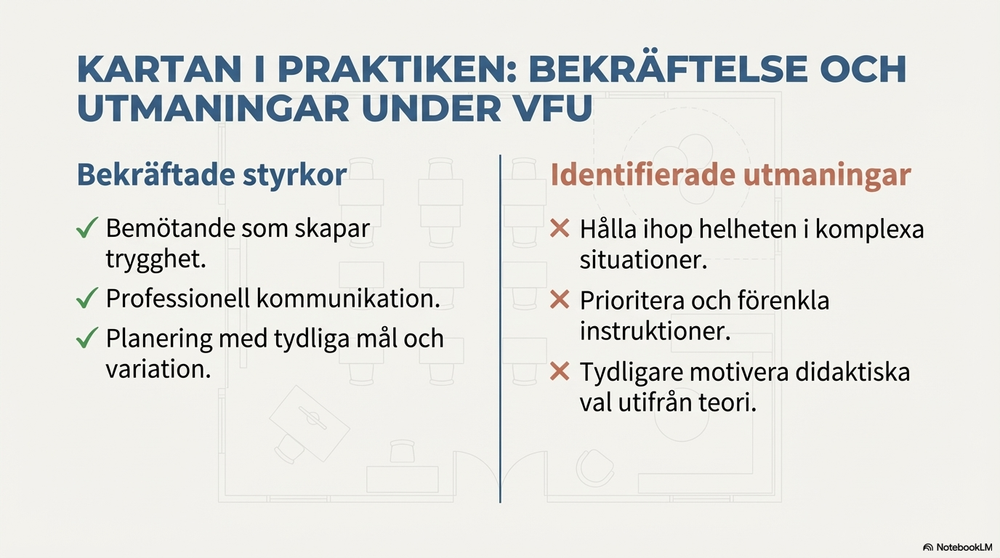 KARTAN I PRAKTIKEN: BEKRÄFTELSE OCH
UTMANINGAR UNDER VFU
Bekräftade styrkor
✓ Bemötande som skapar
trygghet.
✓ Professionell kommunikation.
✓ Planering med tydliga mål och
variation.
Identifierade utmaningar
✕ Hålla ihop helheten i komplexa
situationer.
✕ Prioritera och förenkla
instruktioner.
✕ Tydligare motivera didaktiska
val utifrån teori.
NotebookLM